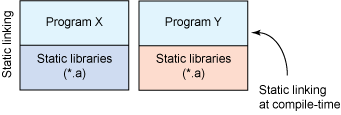 Static linking
Program X
Static libraries
(*.a)
Program Y
Static libraries
(*.a)
Static linking
at compile-time